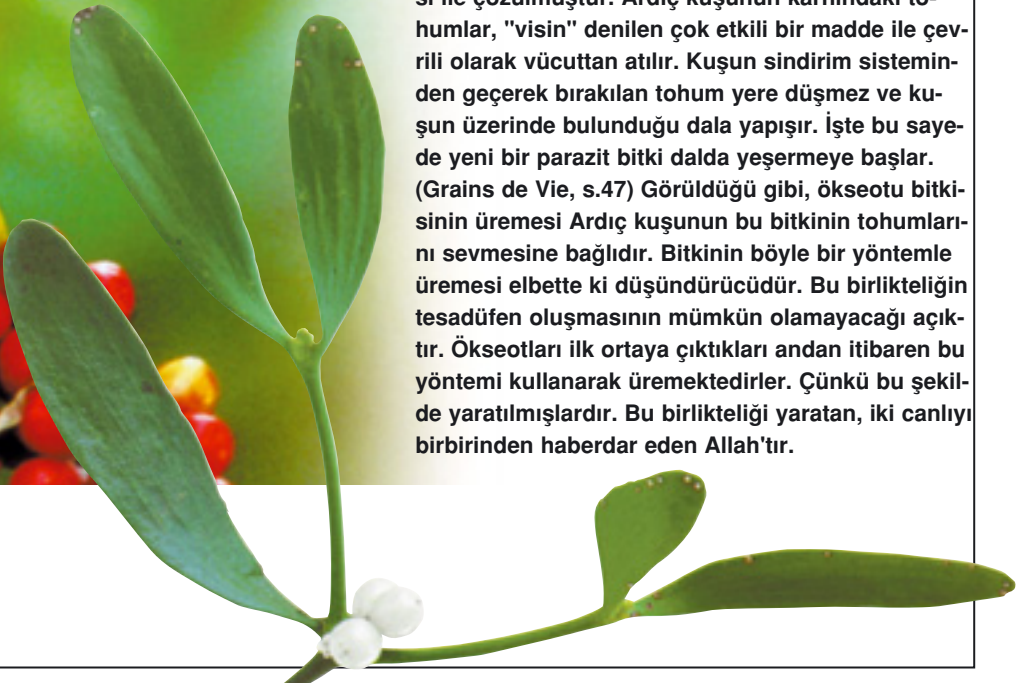 si ile çözülmüştür. Ardıç kuşunun karnındaki to-
humlar, "visin" denilen çok etkili bir madde ile çev-
rili olarak vücuttan atılır. Kuşun sindirim sistemin-
den geçerek bırakılan tohum yere düşmez ve ku-
şun üzerinde bulunduğu dala yapışır. İşte bu saye-
de yeni bir parazit bitki dalda yeşermeye başlar.
(Grains de Vie, s.47) Görüldüğü gibi, ökseotu bitki-
sinin üremesi Ardıç kuşunun bu bitkinin tohumları-
nı sevmesine bağlıdır. Bitkinin böyle bir yöntemle
üremesi elbette ki düşündürücüdür. Bu birlikteliğin
tesadüfen oluşmasının mümkün olamayacağı açık-
tır. Ökseotları ilk ortaya çıktıkları andan itibaren bu
yöntemi kullanarak üremektedirler. Çünkü bu şekil-
de yaratılmışlardır. Bu birlikteliği yaratan, iki canlıyı
birbirinden haberdar eden Allah'tır.